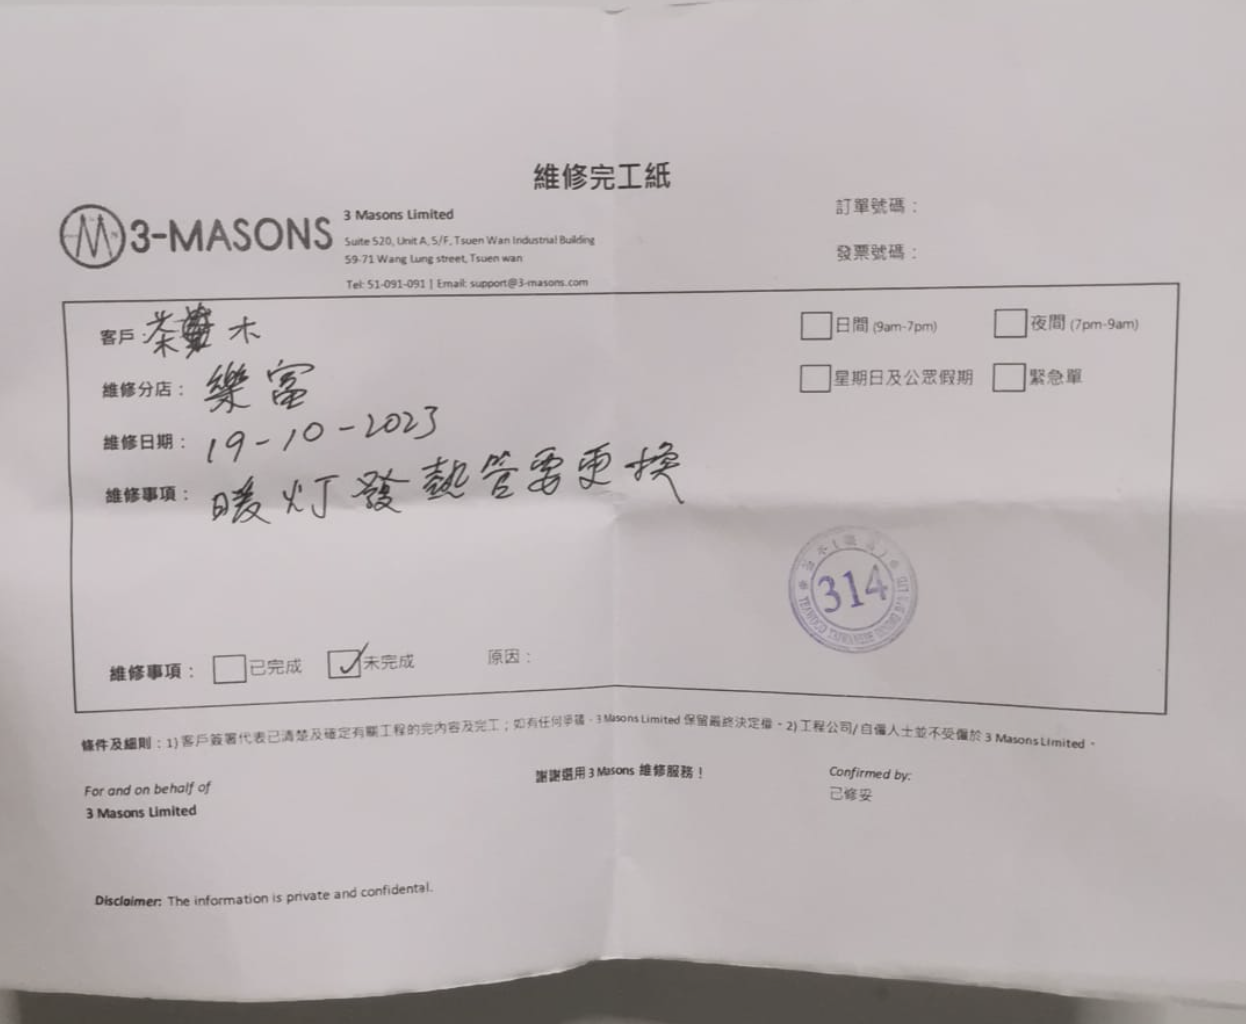 維修完工紙
3-MASONS
3 Masons Limited
Suite 520, Unit A, 5/F, Tsuen Wan Industrial Building
59-71 Wang Lung street, Tsuen wan
Tel: 51-091-091 | Email: support@3-masons.com
訂單號碼：
發票號碼：
客戶：茶木
維修分店：樂富
維修日期：19-10-2023
維修事項：暖灯發熱管要更換
日間 (9am-7pm)
夜間 (7pm-9am)
星期日及公眾假期
緊急單
314
維修事項： 已完成 未完成 原因：
條件及細則：1) 客戶簽署代表已清楚及確定有關工程的完內容及完工；如有任何爭議，3 Masons Limited 保留最終決定權。2) 工程公司/自僱人士並不受僱於 3 Masons Limited。
For and on behalf of
3 Masons Limited
謝謝選用 3 Masons 維修服務！
Confirmed by:
己修妥
Disclaimer: The information is private and confidental.